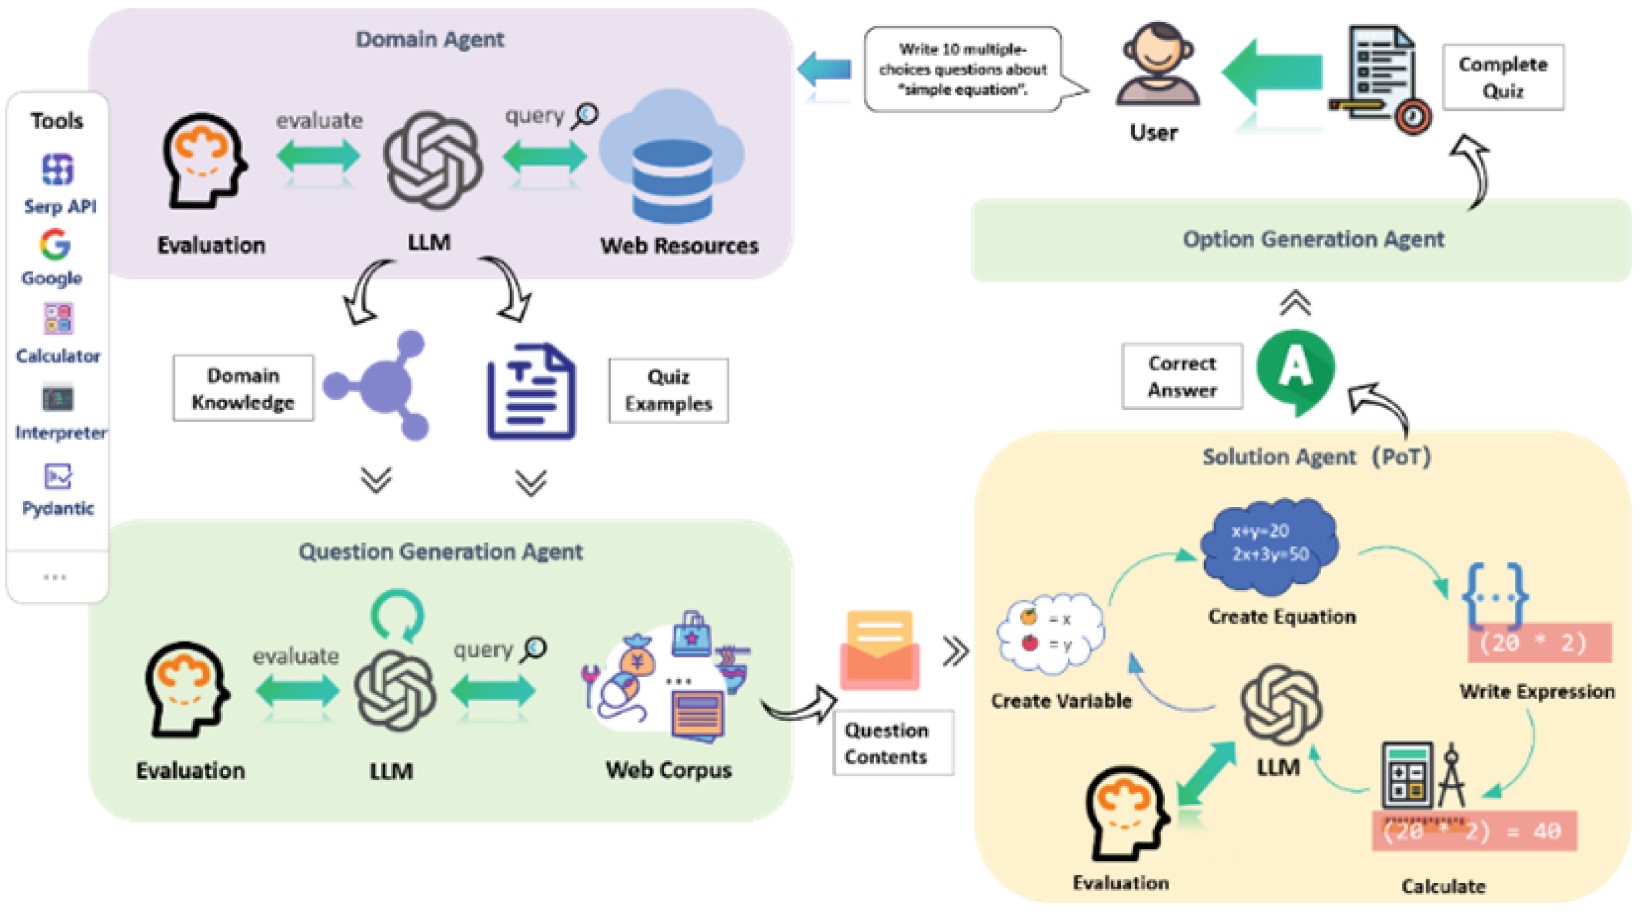 Domain Agent
Tools
Serp API
Google
Calculator
Interpreter
Pydantic
...
evaluate
query
Evaluation
LLM
Web Resources
Write 10 multiple-
choices questions about
"simple equation".
User
Complete
Quiz
Option Generation Agent
Domain
Knowledge
T
Quiz
Examples
Correct
Answer
A
Question Generation Agent
evaluate
query
¥
...
Evaluation
LLM
Web Corpus
Question
Contents
Solution Agent (PoT)
x+y=20
2x+3y=50
Create Equation
= x
= y
Create Variable
{...}
(20 * 2)
Write Expression
LLM
(20 * 2) = 40
Evaluation
Calculate